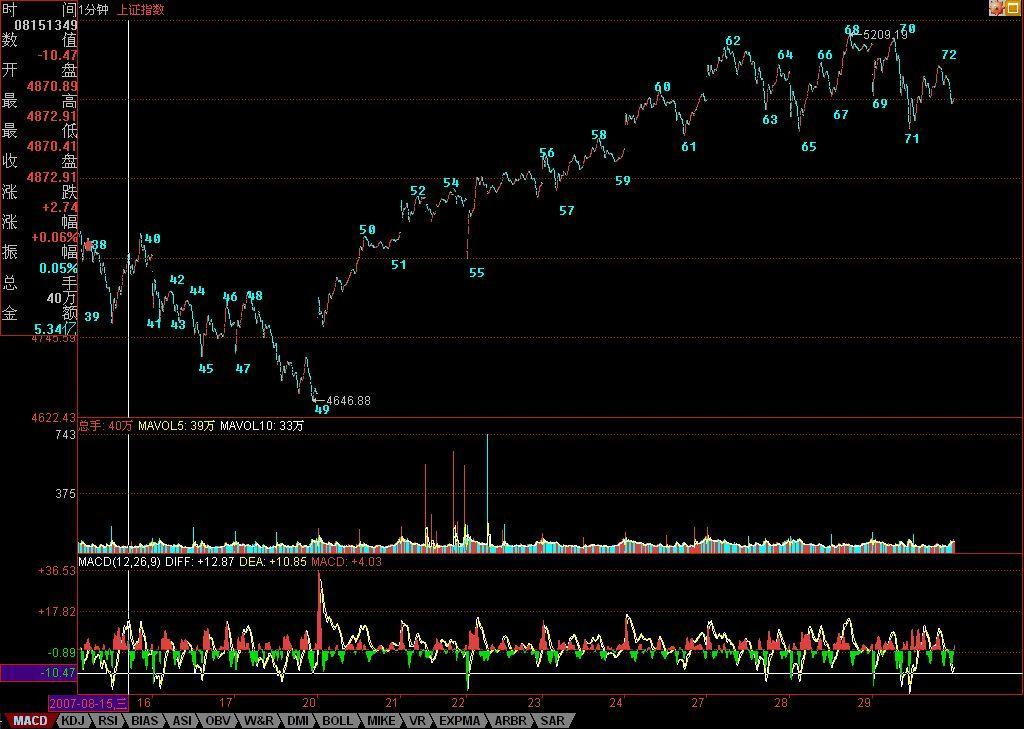 1分钟 上证指数
时间
08151349
数值
-10.47
开盘
4870.89
最高
4872.91
最低
4870.41
收盘
4872.91
涨跌
+2.74
涨幅
+0.06%
振幅
0.05%
总手
40万
金额
5.34亿
4745.59
4622.43
38 39 40 41 42 43 44 45 46 47 48 49 50 51 52 54 55 56 57 58 59 60 61 62 63 64 65 66 67 68 69 70 71 72
5209.19
4646.88
总手: 40万 MAVOL5: 39万 MAVOL10: 33万
743
375
MACD(12,26,9) DIFF: +12.87 DEA: +10.85 MACD: +4.03
+36.53
+17.82
-0.89
-10.47
2007-08-15,三 16 17 20 21 22 23 24 27 28 29
MACD KDJ RSI BIAS ASI OBV W&R DMI BOLL MIKE VR EXPMA ARBR SAR